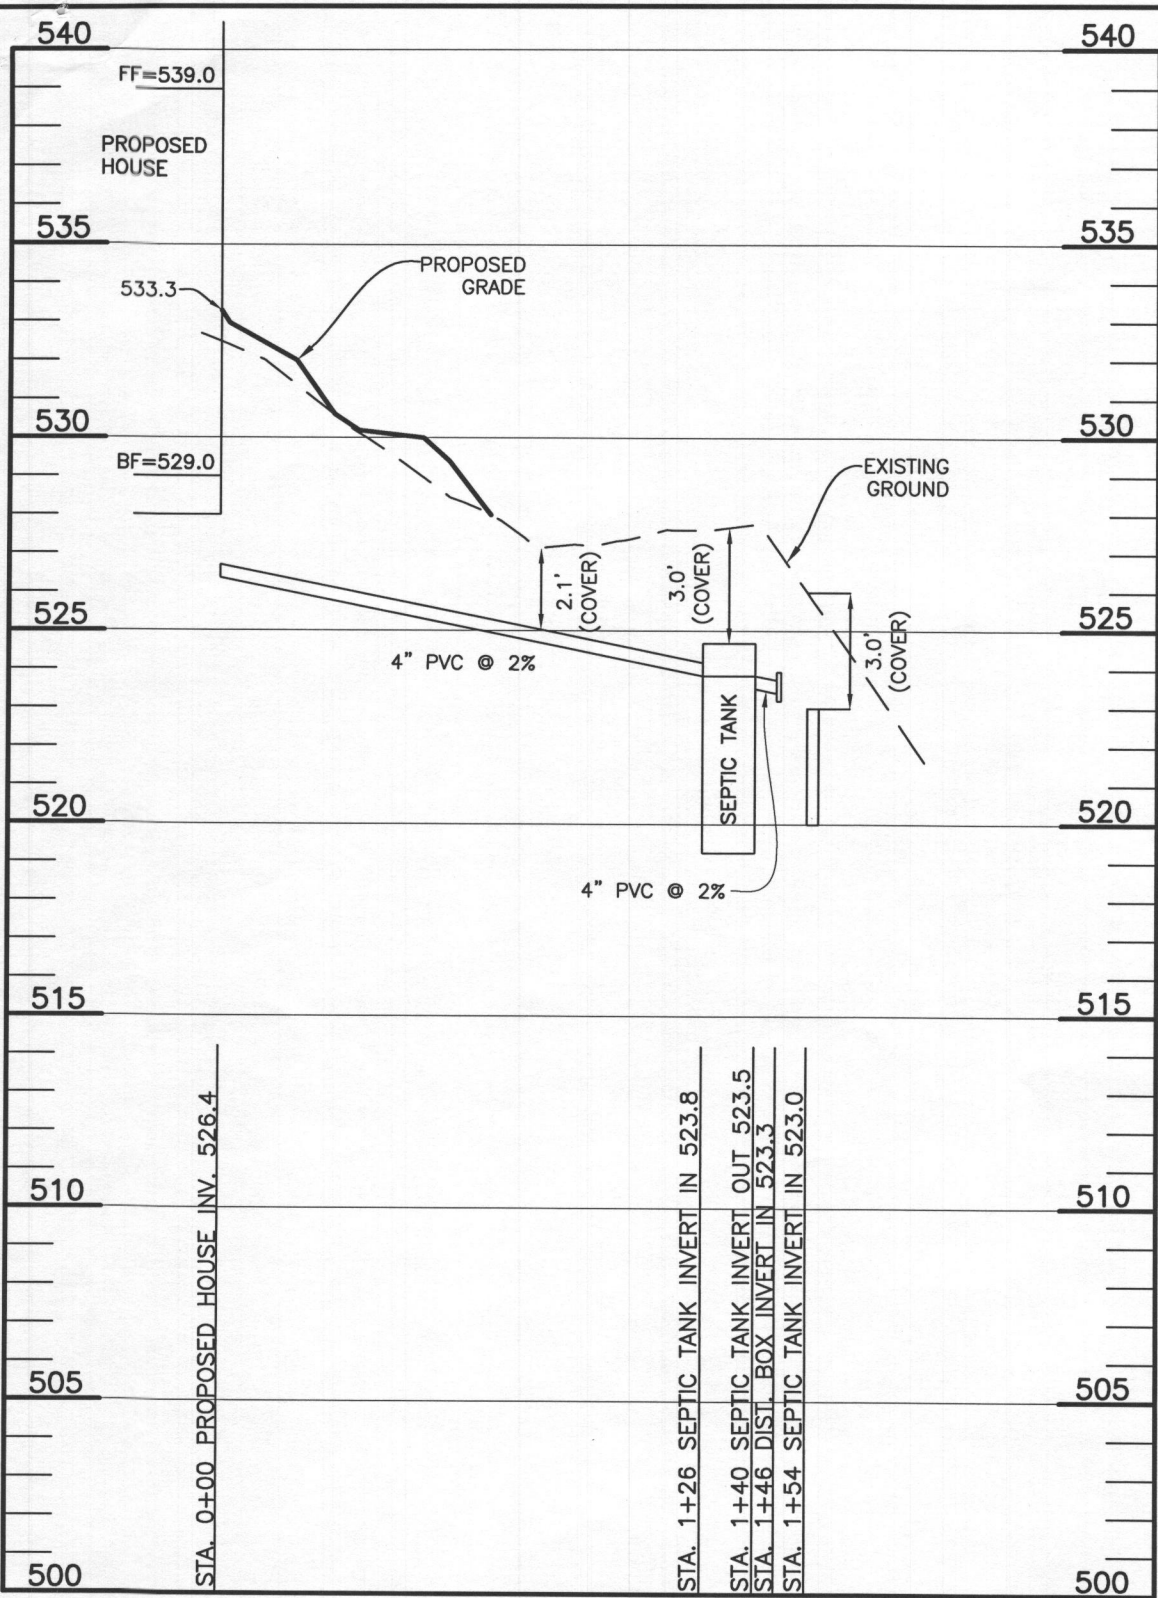 540
540
FF=539.0
PROPOSED
HOUSE
535
535
PROPOSED
GRADE
533.3
530
530
BF=529.0
EXISTING
GROUND
2.1'
(COVER)
3.0'
(COVER)
525
525
3.0'
(COVER)
4" PVC @ 2%
SEPTIC TANK
520
520
4" PVC @ 2%
515
515
510
510
505
505
500
500
STA. 0+00 PROPOSED HOUSE INV. 526.4
STA. 1+26 SEPTIC TANK INVERT IN 523.8
STA. 1+40 SEPTIC TANK INVERT OUT 523.5
STA. 1+46 DIST. BOX INVERT IN 523.3
STA. 1+54 SEPTIC TANK INVERT IN 523.0